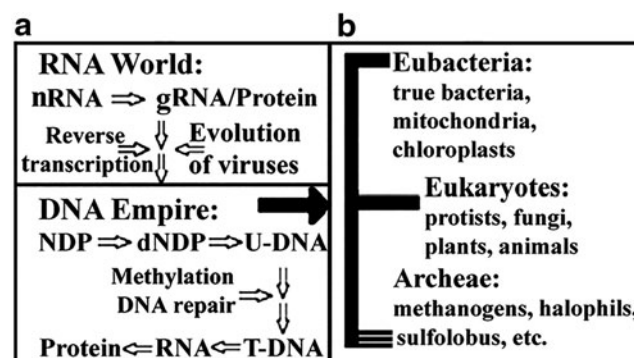 a
RNA World:
nRNA ⇒ gRNA/Protein
Reverse Evolution
transcription of viruses
DNA Empire:
NDP ⇒ dNDP ⇒ U-DNA
Methylation
DNA repair
Protein ⇐ RNA ⇐ T-DNA
b
Eubacteria:
true bacteria,
mitochondria,
chloroplasts
Eukaryotes:
protists, fungi,
plants, animals
Archeae:
methanogens, halophils,
sulfolobus, etc.